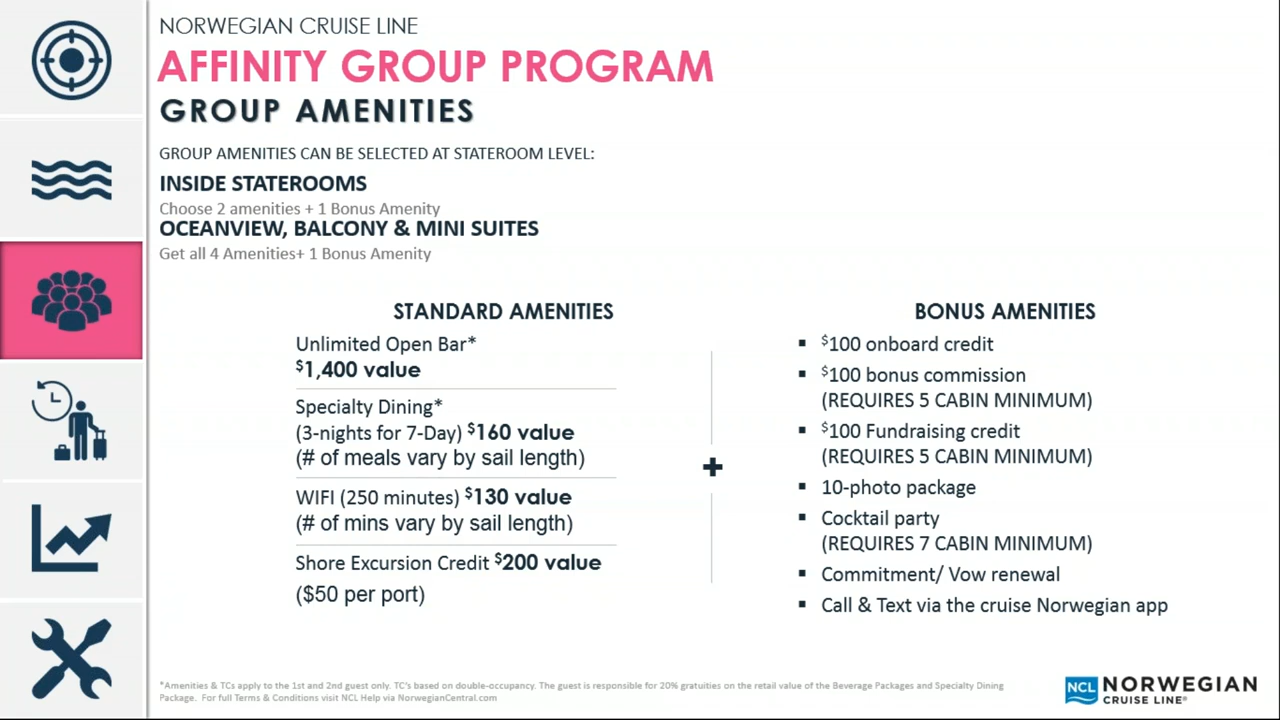 NORWEGIAN CRUISE LINE
AFFINITY GROUP PROGRAM
GROUP AMENITIES
GROUP AMENITIES CAN BE SELECTED AT STATEROOM LEVEL:
INSIDE STATEROOMS
Choose 2 amenities + 1 Bonus Amenity
OCEANVIEW, BALCONY & MINI SUITES
Get all 4 Amenities+ 1 Bonus Amenity
STANDARD AMENITIES
Unlimited Open Bar*
$1,400 value
Specialty Dining*
(3-nights for 7-Day) $160 value
(# of meals vary by sail length)
WIFI (250 minutes) $130 value
(# of mins vary by sail length)
Shore Excursion Credit $200 value
($50 per port)
+
BONUS AMENITIES
▪ $100 onboard credit
▪ $100 bonus commission
(REQUIRES 5 CABIN MINIMUM)
▪ $100 Fundraising credit
(REQUIRES 5 CABIN MINIMUM)
▪ 10-photo package
▪ Cocktail party
(REQUIRES 7 CABIN MINIMUM)
▪ Commitment/ Vow renewal
▪ Call & Text via the cruise Norwegian app
*Amenities & TCs apply to the 1st and 2nd guest only. TC's based on double-occupancy. The guest is responsible for 20% gratuities on the retail value of the Beverage Packages and Specialty Dining
Package. For full Terms & Conditions visit NCL Help via NorwegianCentral.com
NCL NORWEGIAN
CRUISE LINE®